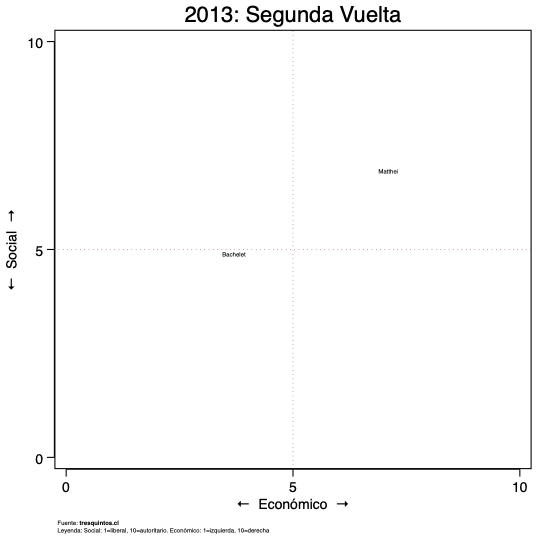 2013: Segunda Vuelta
10
Matthei
← Social →
5
Bachelet
0
0 5 10
← Económico →
Fuente: tresquintos.cl
Leyenda: Social: 1=liberal, 10=autoritario. Económico: 1=izquierda, 10=derecha